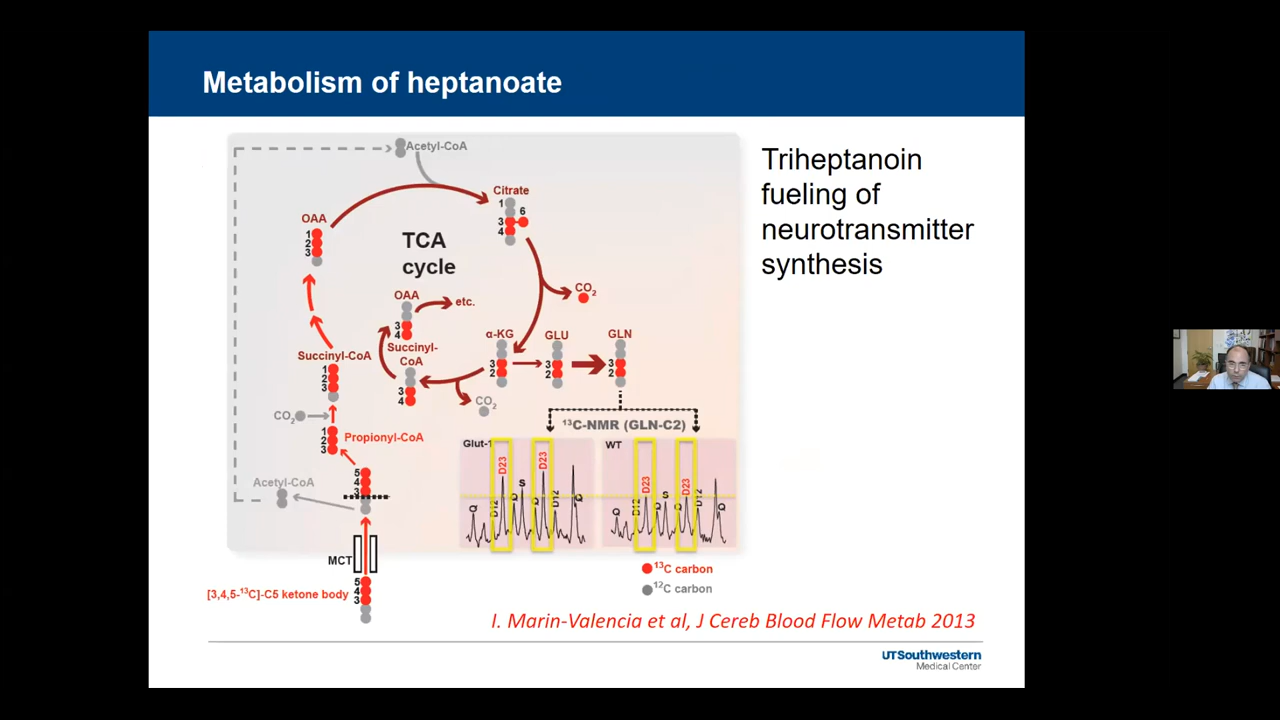 Metabolism of heptanoate
Acetyl-CoA
Citrate
1
6
3
4
OAA
1
2
3
TCA
cycle
CO2
OAA
etc.
3
4
α-KG
GLU
GLN
3
2
3
2
3
2
Succinyl-CoA
1
2
3
Succinyl-
CoA
3
4
CO2
CO2
Propionyl-CoA
1
2
3
13C-NMR (GLN-C2)
Glut-1
WT
D23
D23
D23
D23
Q
D12
S
D
D12
Q
Q
D12
D
S
Q
D12
Q
Acetyl-CoA
5
4
3
MCT
[3,4,5-13C]-C5 ketone body
5
4
3
13C carbon
12C carbon
Triheptanoin
fueling of
neurotransmitter
synthesis
I. Marin-Valencia et al, J Cereb Blood Flow Metab 2013
UTSouthwestern
Medical Center